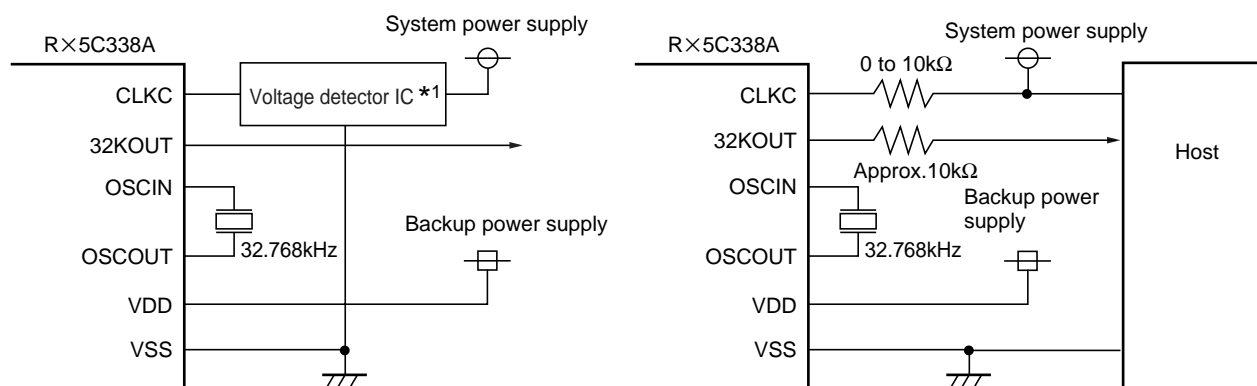 System power supply
R×5C338A
CLKC
Voltage detector IC *1
32KOUT
OSCIN
OSCOUT
32.768kHz
Backup power supply
VDD
VSS
R×5C338A
System power supply
0 to 10kΩ
CLKC
32KOUT
Approx.10kΩ
Host
OSCIN
OSCOUT
32.768kHz
Backup power
supply
VDD
VSS